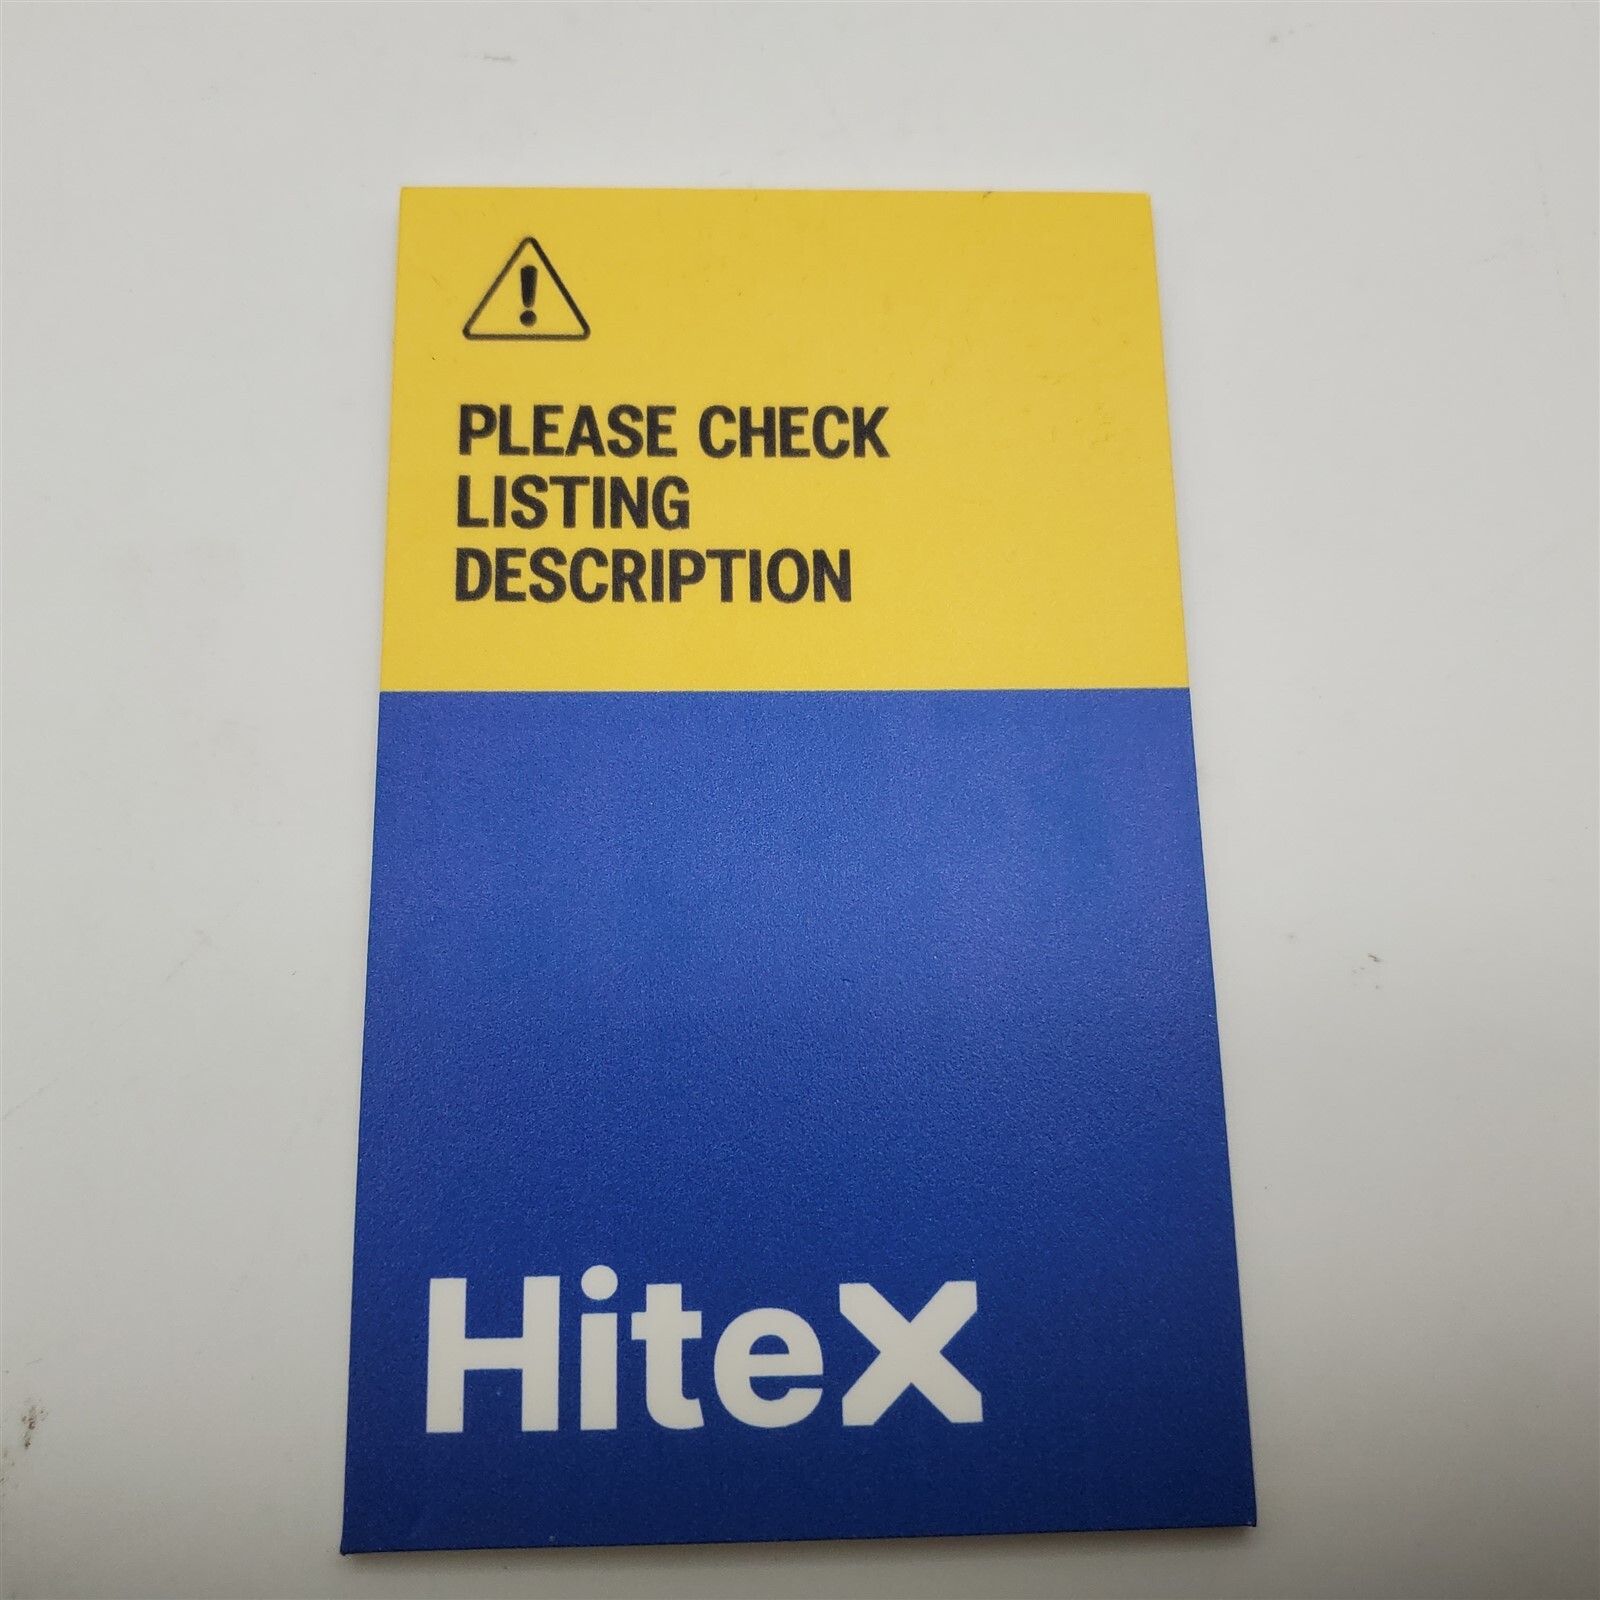 PLEASE CHECK
LISTING
DESCRIPTION
HiteX